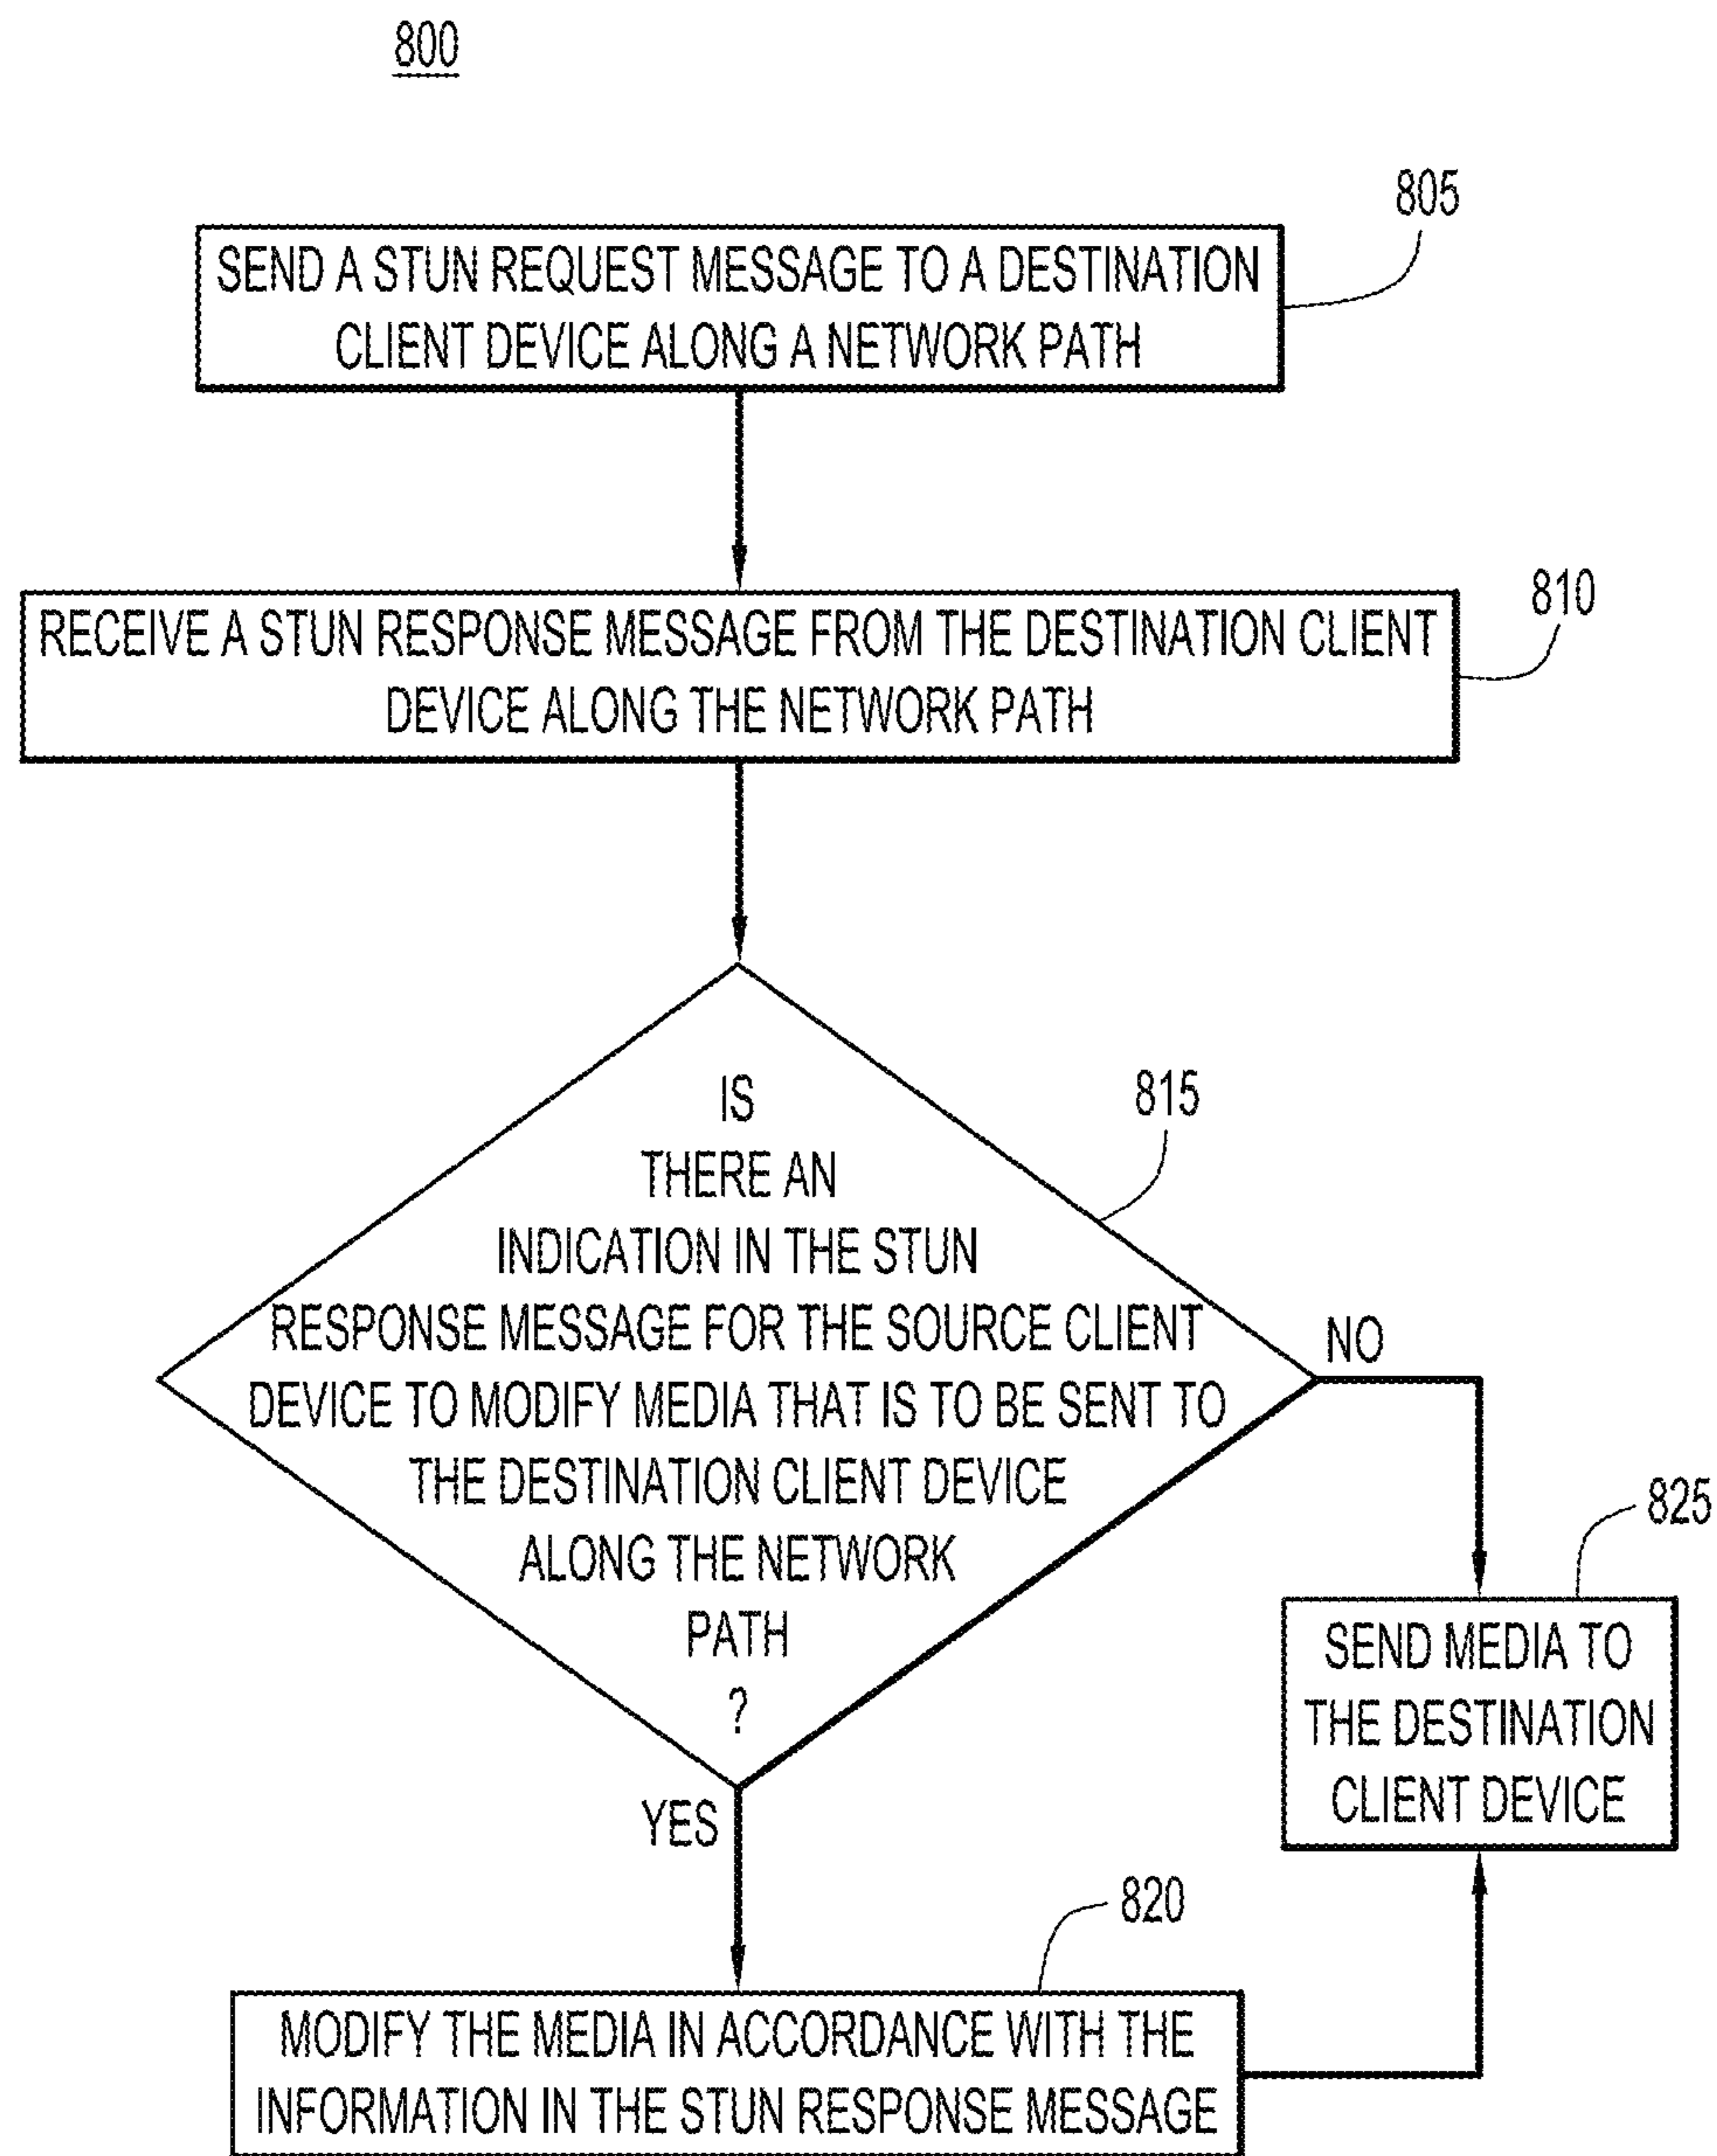 800
805
SEND A STUN REQUEST MESSAGE TO A DESTINATION
CLIENT DEVICE ALONG A NETWORK PATH
810
RECEIVE A STUN RESPONSE MESSAGE FROM THE DESTINATION CLIENT
DEVICE ALONG THE NETWORK PATH
815
IS
THERE AN
INDICATION IN THE STUN
RESPONSE MESSAGE FOR THE SOURCE CLIENT
DEVICE TO MODIFY MEDIA THAT IS TO BE SENT TO
THE DESTINATION CLIENT DEVICE
ALONG THE NETWORK
PATH
?
NO
825
SEND MEDIA TO
THE DESTINATION
CLIENT DEVICE
YES
820
MODIFY THE MEDIA IN ACCORDANCE WITH THE
INFORMATION IN THE STUN RESPONSE MESSAGE